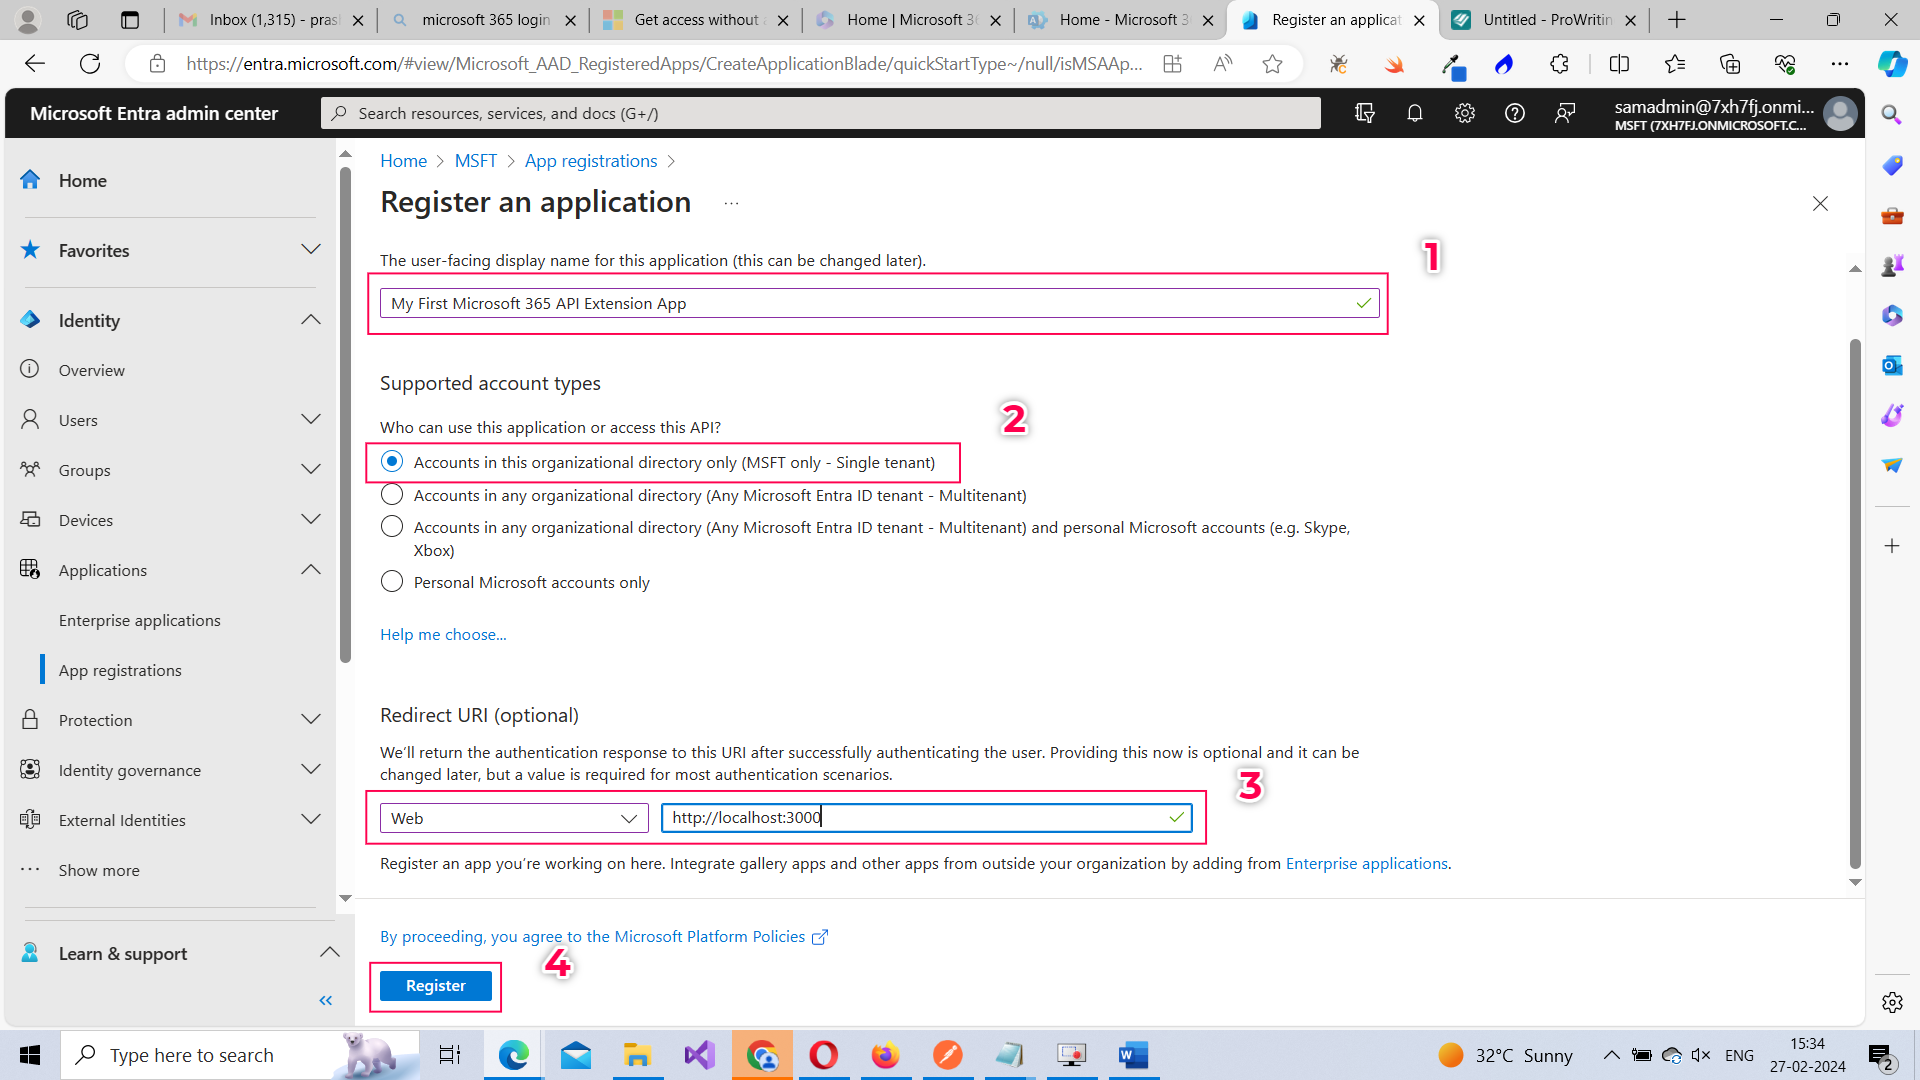 Inbox (1,315) - prash
microsoft 365 login
Get access without a
Home | Microsoft 36
Home - Microsoft 36
Register an applicat
Untitled - ProWritin
https://entra.microsoft.com/#view/Microsoft_AAD_RegisteredApps/CreateApplicationBlade/quickStartType~/null/isMSAAp...
Microsoft Entra admin center
Search resources, services, and docs (G+/)
samadmin@7xh7fj.onmi...
MSFT (7XH7FJ.ONMICROSOFT.C...
Home
Favorites
Identity
Overview
Users
Groups
Devices
Applications
Enterprise applications
App registrations
Protection
Identity governance
External Identities
Show more
Learn & support
Home > MSFT > App registrations >
Register an application ...
1
The user-facing display name for this application (this can be changed later).
My First Microsoft 365 API Extension App
Supported account types
2
Who can use this application or access this API?
Accounts in this organizational directory only (MSFT only - Single tenant)
Accounts in any organizational directory (Any Microsoft Entra ID tenant - Multitenant)
Accounts in any organizational directory (Any Microsoft Entra ID tenant - Multitenant) and personal Microsoft accounts (e.g. Skype,
Xbox)
Personal Microsoft accounts only
Help me choose...
Redirect URI (optional)
We'll return the authentication response to this URI after successfully authenticating the user. Providing this now is optional and it can be
changed later, but a value is required for most authentication scenarios.
3
Web
http://localhost:3000
Register an app you're working on here. Integrate gallery apps and other apps from outside your organization by adding from Enterprise applications.
By proceeding, you agree to the Microsoft Platform Policies
4
Register
Type here to search
32°C Sunny
ENG
15:34
27-02-2024
2